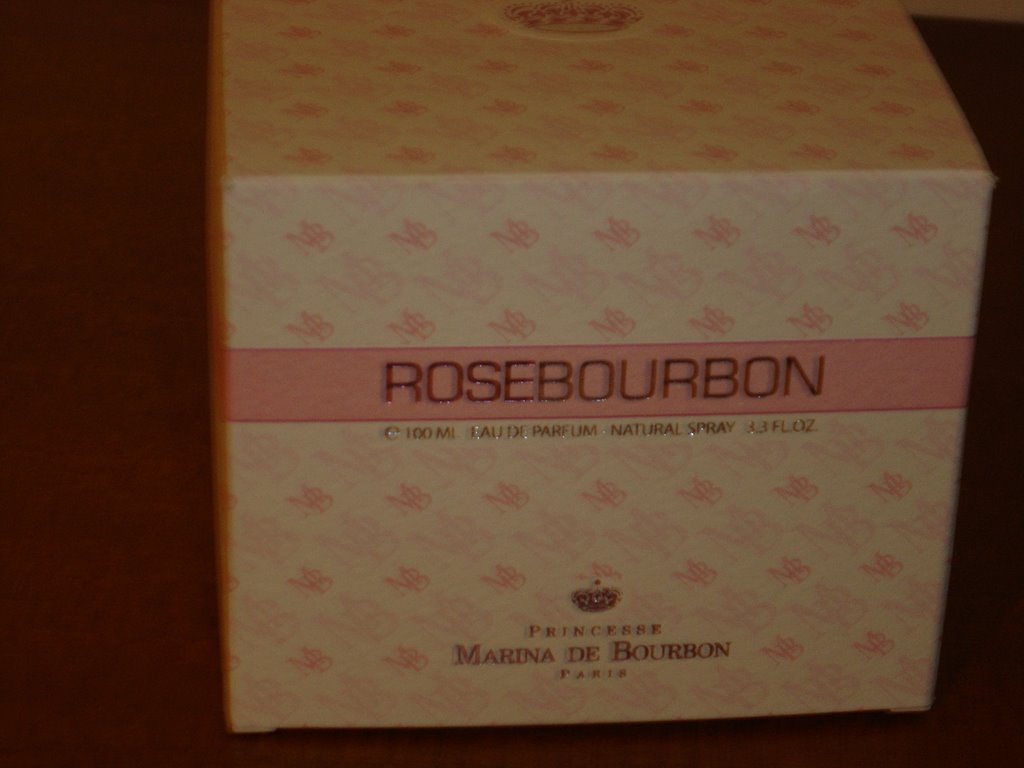 ROSEBOURBON
℮ 100 ML EAU DE PARFUM - NATURAL SPRAY 3.3 FL.OZ.
PRINCESSE
MARINA DE BOURBON
PARIS